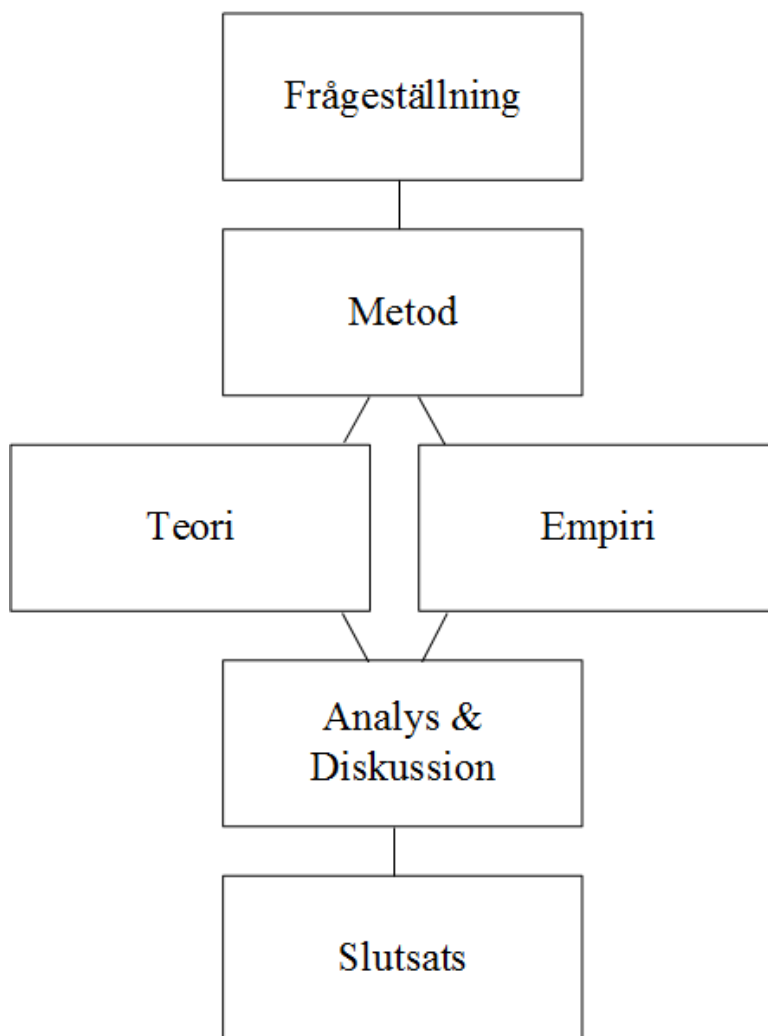 Frågeställning
Metod
Teori
Empiri
Analys &
Diskussion
Slutsats